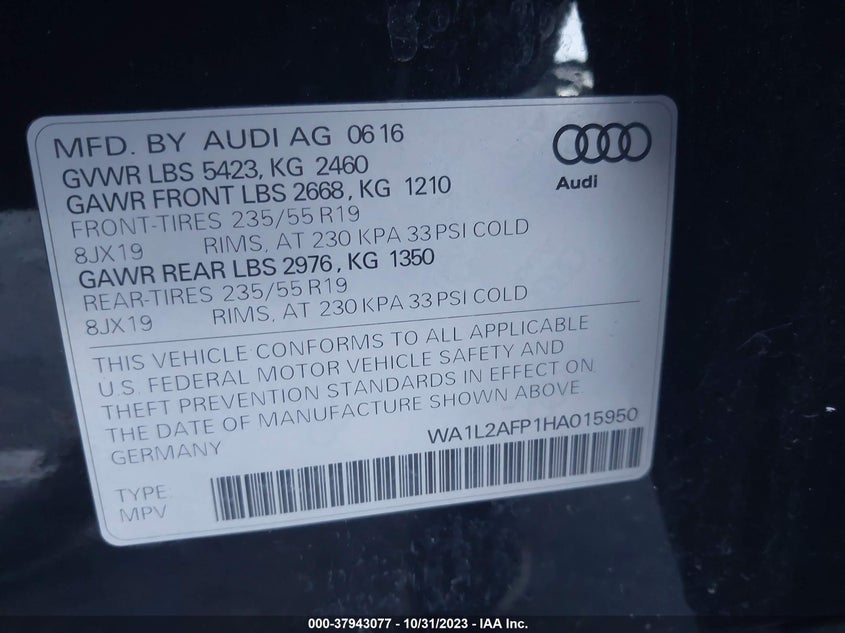 MFD. BY AUDI AG 06 16
GVWR LBS 5423, KG 2460
GAWR FRONT LBS 2668, KG 1210
FRONT-TIRES 235/55 R19
8JX19 RIMS, AT 230 KPA 33 PSI COLD
GAWR REAR LBS 2976, KG 1350
REAR-TIRES 235/55 R19
8JX19 RIMS, AT 230 KPA 33 PSI COLD
Audi
THIS VEHICLE CONFORMS TO ALL APPLICABLE
U.S. FEDERAL MOTOR VEHICLE SAFETY AND
THEFT PREVENTION STANDARDS IN EFFECT ON
THE DATE OF MANUFACTURE SHOWN ABOVE.
GERMANY
WA1L2AFP1HA015950
TYPE:
MPV
000-37943077 - 10/31/2023 - IAA Inc.